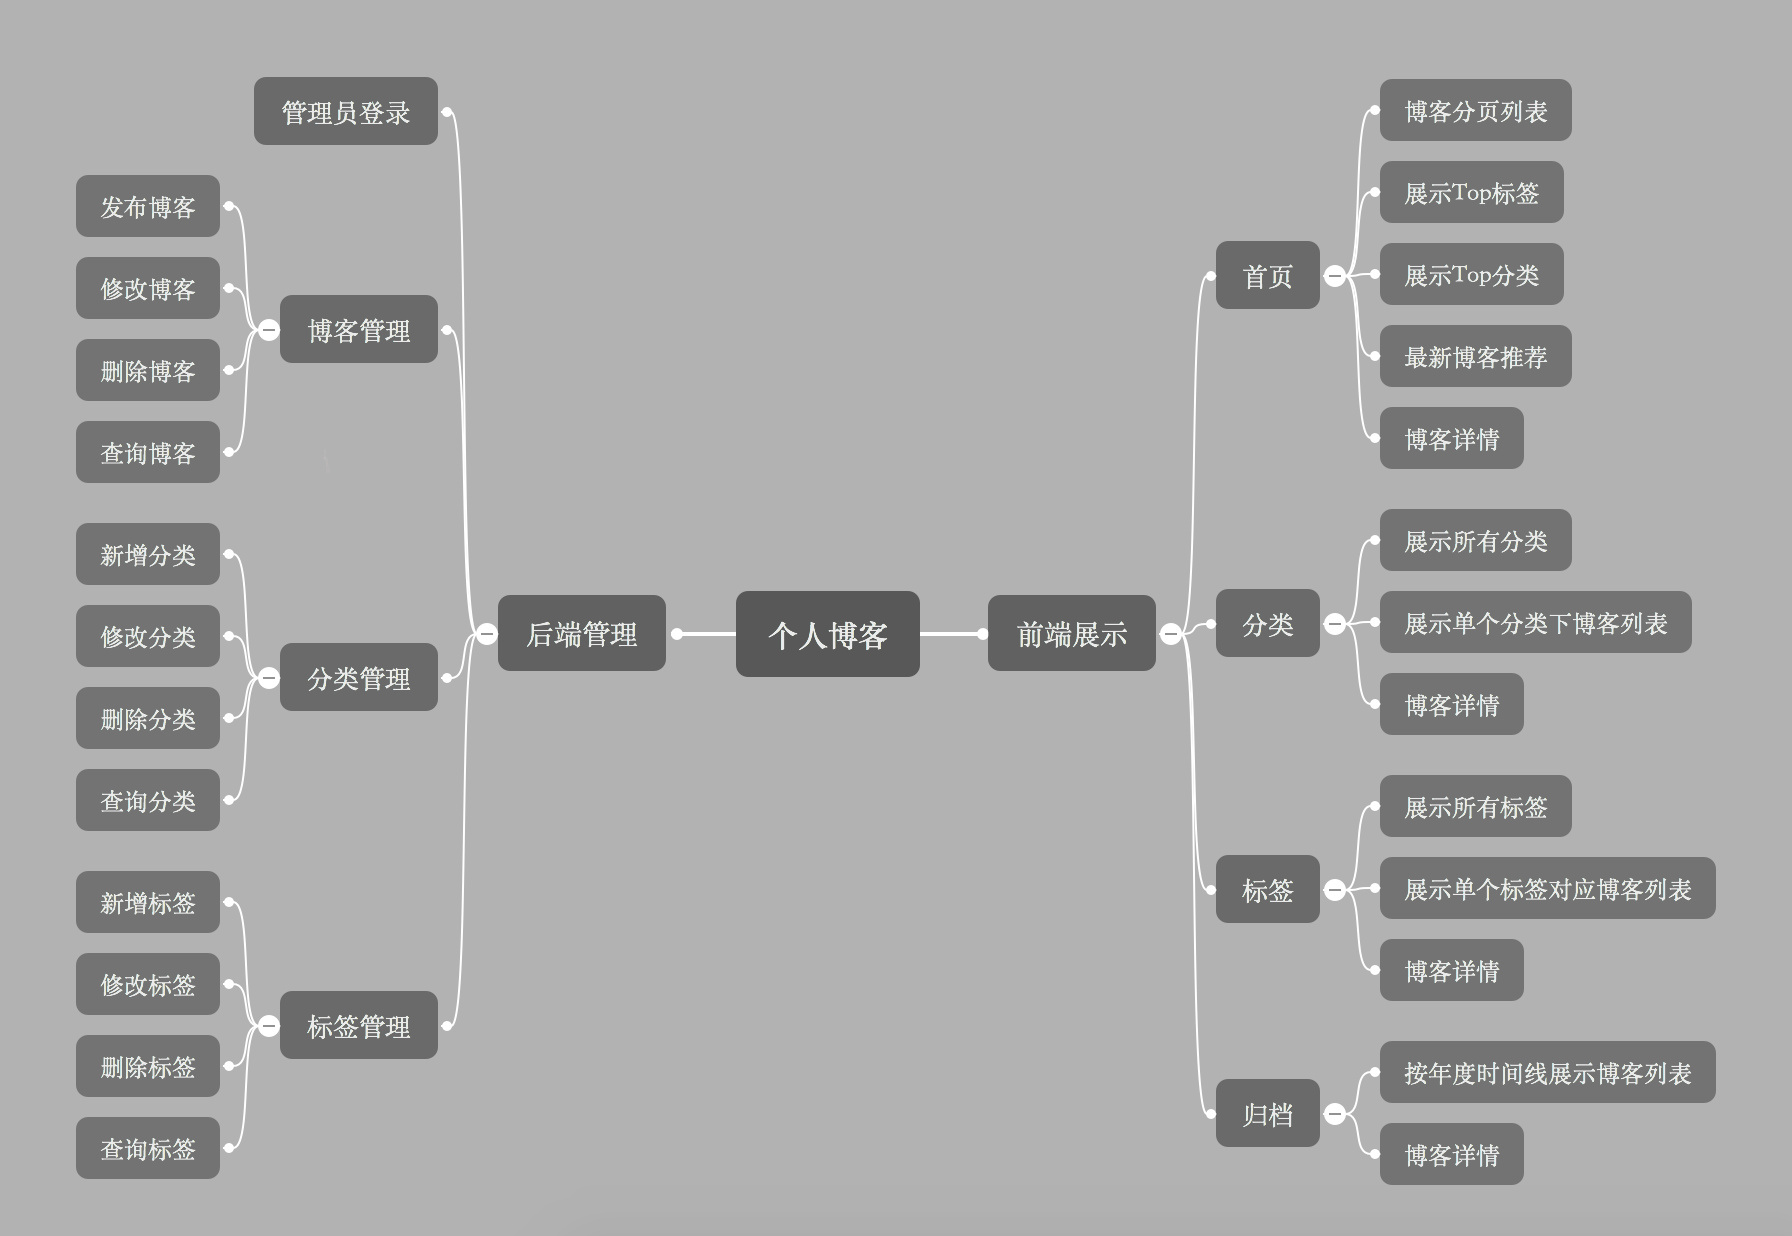 个人博客
后端管理
管理员登录
博客管理
发布博客
修改博客
删除博客
查询博客
分类管理
新增分类
修改分类
删除分类
查询分类
标签管理
新增标签
修改标签
删除标签
查询标签
前端展示
首页
博客分页列表
展示Top标签
展示Top分类
最新博客推荐
博客详情
分类
展示所有分类
展示单个分类下博客列表
博客详情
标签
展示所有标签
展示单个标签对应博客列表
博客详情
归档
按年度时间线展示博客列表
博客详情